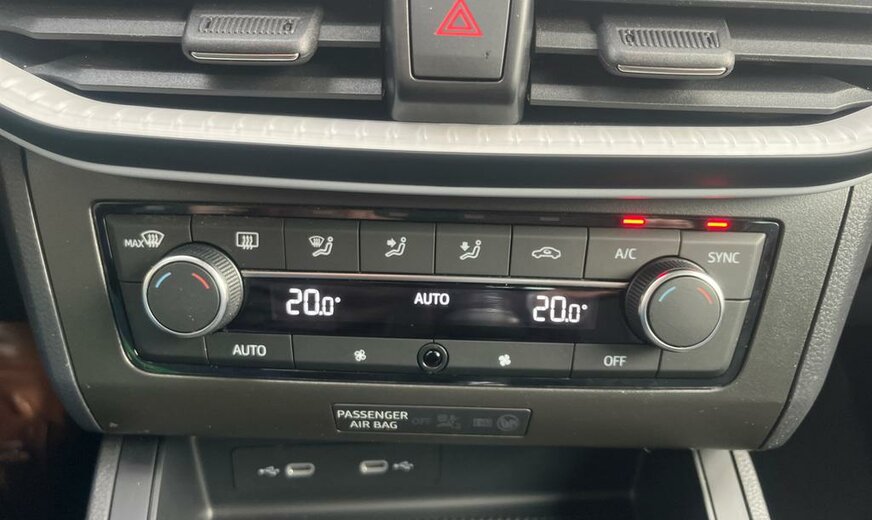 MAX
A/C
SYNC
20.0°
AUTO
20.0°
AUTO
OFF
PASSENGER OFF
AIR BAG